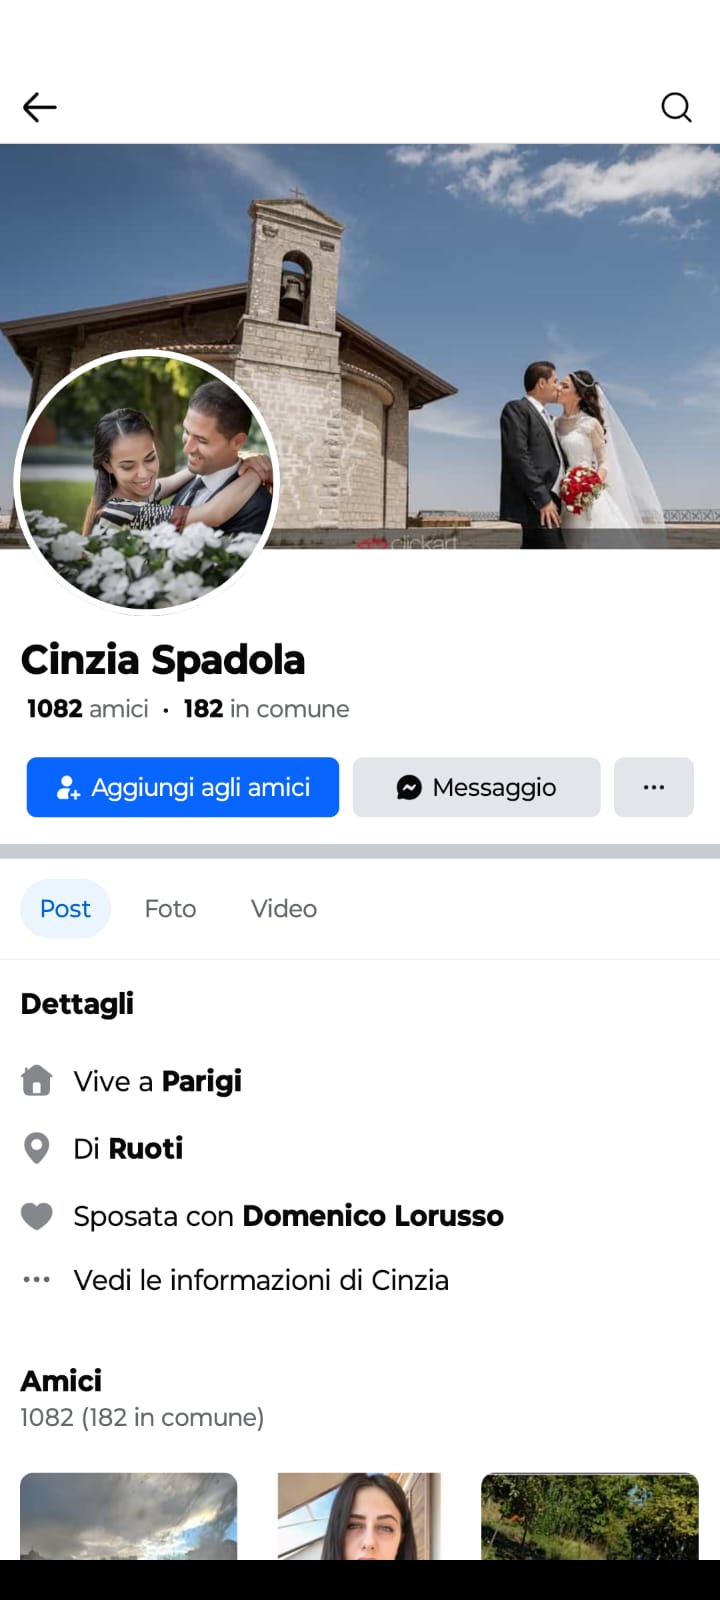 clickart
Cinzia Spadola
1082 amici · 182 in comune
Aggiungi agli amici
Messaggio
Post
Foto
Video
Dettagli
Vive a Parigi
Di Ruoti
Sposata con Domenico Lorusso
Vedi le informazioni di Cinzia
Amici
1082 (182 in comune)